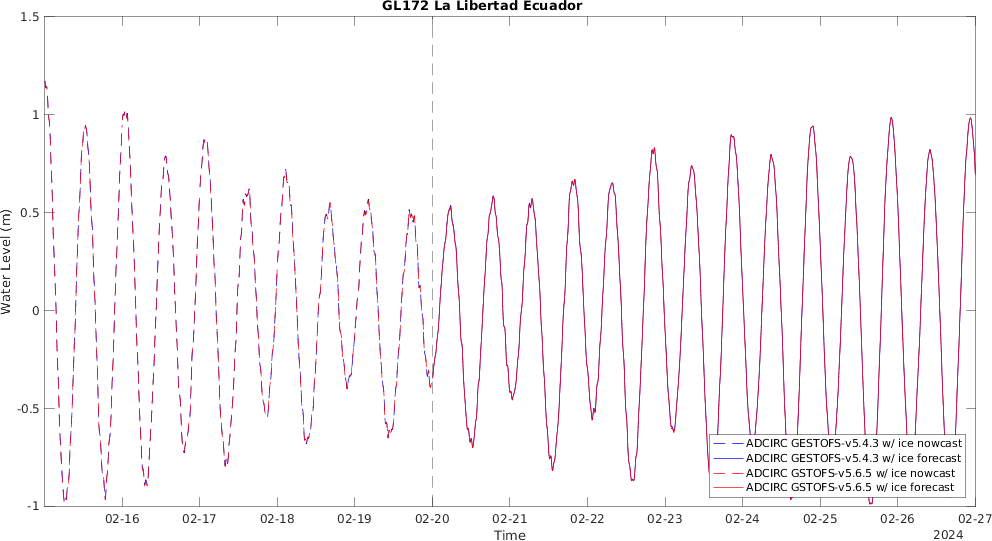 GL172 La Libertad Ecuador
1.5
1
0.5
0
-0.5
-1
Water Level (m)
ADCIRC GESTOFS-v5.4.3 w/ ice nowcast
ADCIRC GESTOFS-v5.4.3 w/ ice forecast
ADCIRC GSTOFS-v5.6.5 w/ ice nowcast
ADCIRC GSTOFS-v5.6.5 w/ ice forecast
02-16 02-17 02-18 02-19 02-20 02-21 02-22 02-23 02-24 02-25 02-26 02-27
Time
2024